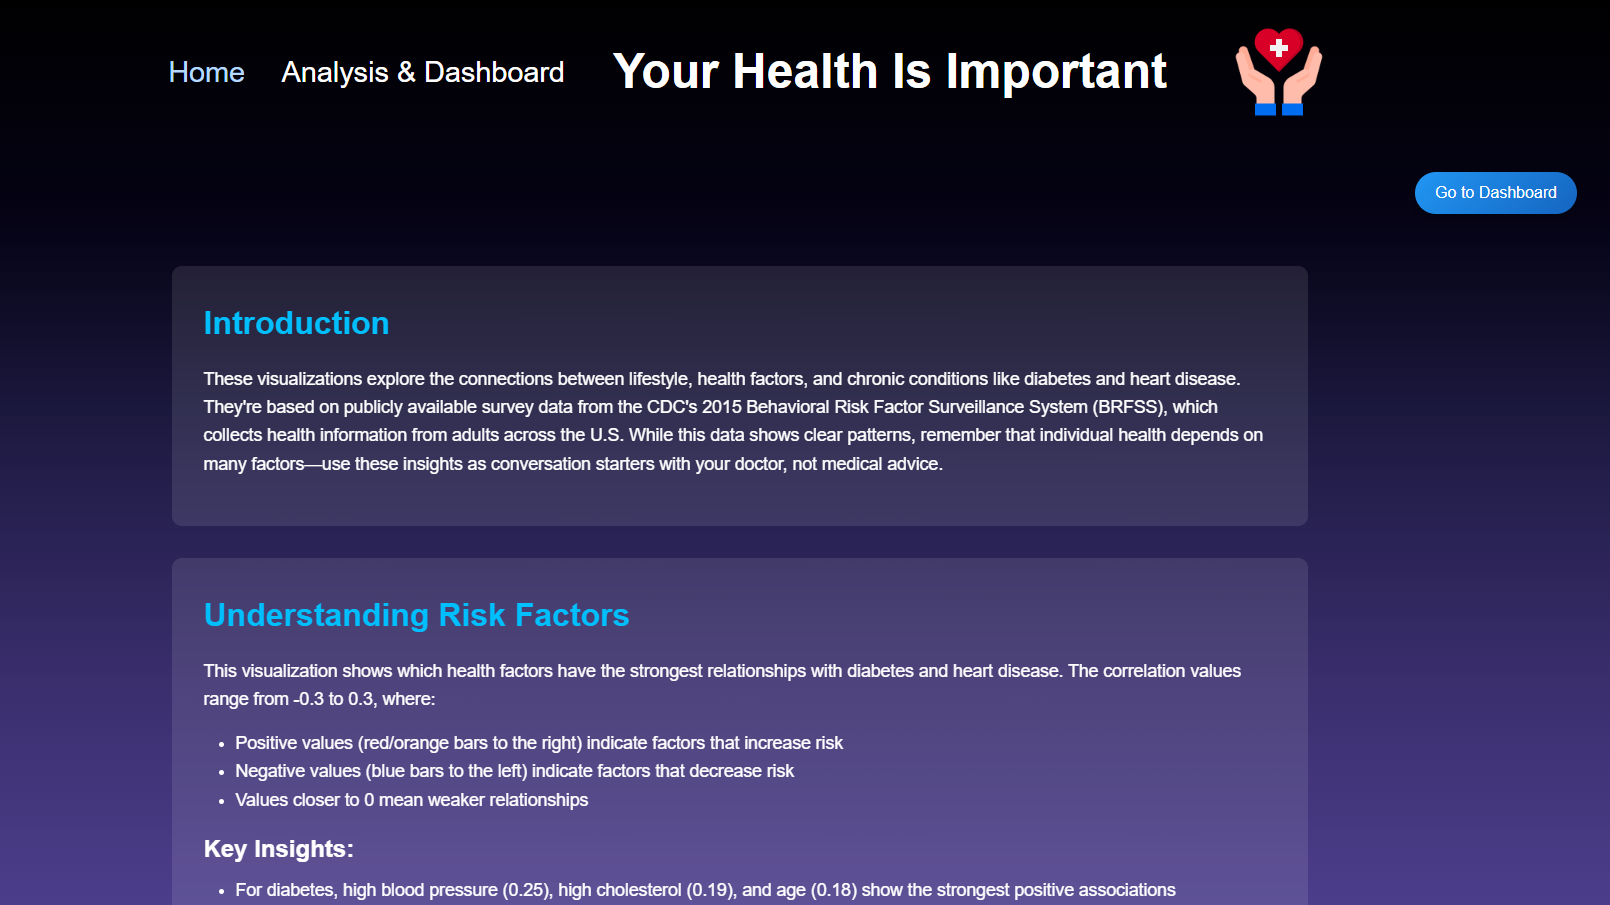 Home Analysis & Dashboard Your Health Is Important
Go to Dashboard
Introduction
These visualizations explore the connections between lifestyle, health factors, and chronic conditions like diabetes and heart disease.
They're based on publicly available survey data from the CDC's 2015 Behavioral Risk Factor Surveillance System (BRFSS), which
collects health information from adults across the U.S. While this data shows clear patterns, remember that individual health depends on
many factors—use these insights as conversation starters with your doctor, not medical advice.
Understanding Risk Factors
This visualization shows which health factors have the strongest relationships with diabetes and heart disease. The correlation values
range from -0.3 to 0.3, where:
• Positive values (red/orange bars to the right) indicate factors that increase risk
• Negative values (blue bars to the left) indicate factors that decrease risk
• Values closer to 0 mean weaker relationships
Key Insights:
• For diabetes, high blood pressure (0.25), high cholesterol (0.19), and age (0.18) show the strongest positive associations